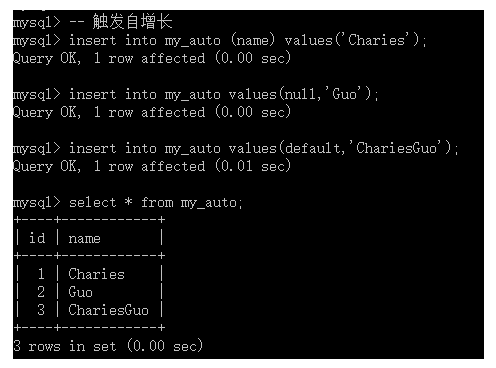 mysql> -- 触发自增长
mysql> insert into my_auto (name) values('Charies');
Query OK, 1 row affected (0.00 sec)
mysql> insert into my_auto values(null,'Guo');
Query OK, 1 row affected (0.00 sec)
mysql> insert into my_auto values(default,'ChariesGuo');
Query OK, 1 row affected (0.01 sec)
mysql> select * from my_auto;
+----+------------+
| id | name       |
+----+------------+
|  1 | Charies    |
|  2 | Guo        |
|  3 | ChariesGuo |
+----+------------+
3 rows in set (0.00 sec)